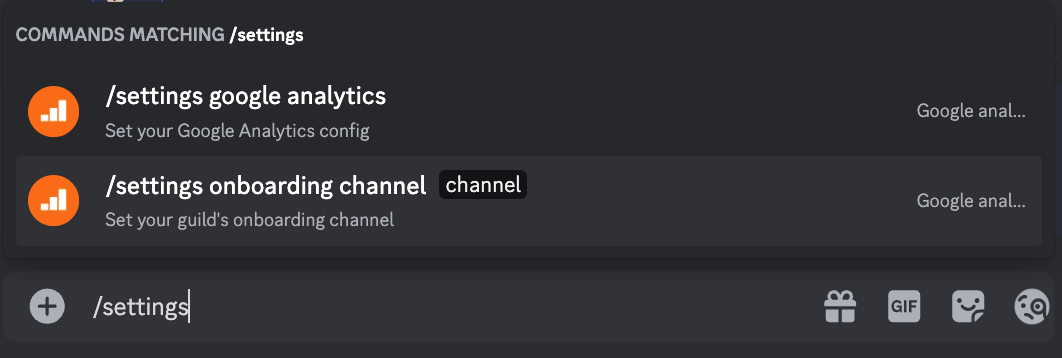 COMMANDS MATCHING /settings
/settings google analytics
Set your Google Analytics config
Google anal...
/settings onboarding channel channel
Set your guild's onboarding channel
Google anal...
/settings
GIF